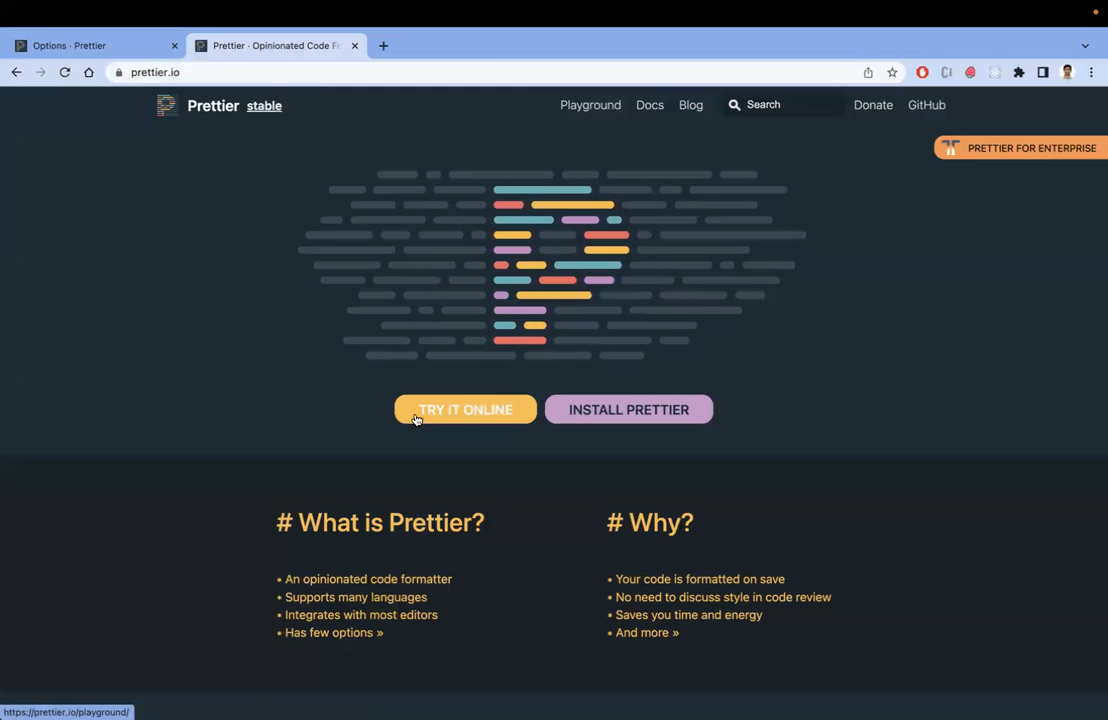 Options · Prettier
Prettier · Opinionated Code Fo
prettier.io
Prettier stable
Playground Docs Blog Search Donate GitHub
PRETTIER FOR ENTERPRISE
TRY IT ONLINE
INSTALL PRETTIER
# What is Prettier?
• An opinionated code formatter
• Supports many languages
• Integrates with most editors
• Has few options »
# Why?
• Your code is formatted on save
• No need to discuss style in code review
• Saves you time and energy
• And more »
https://prettier.io/playground/